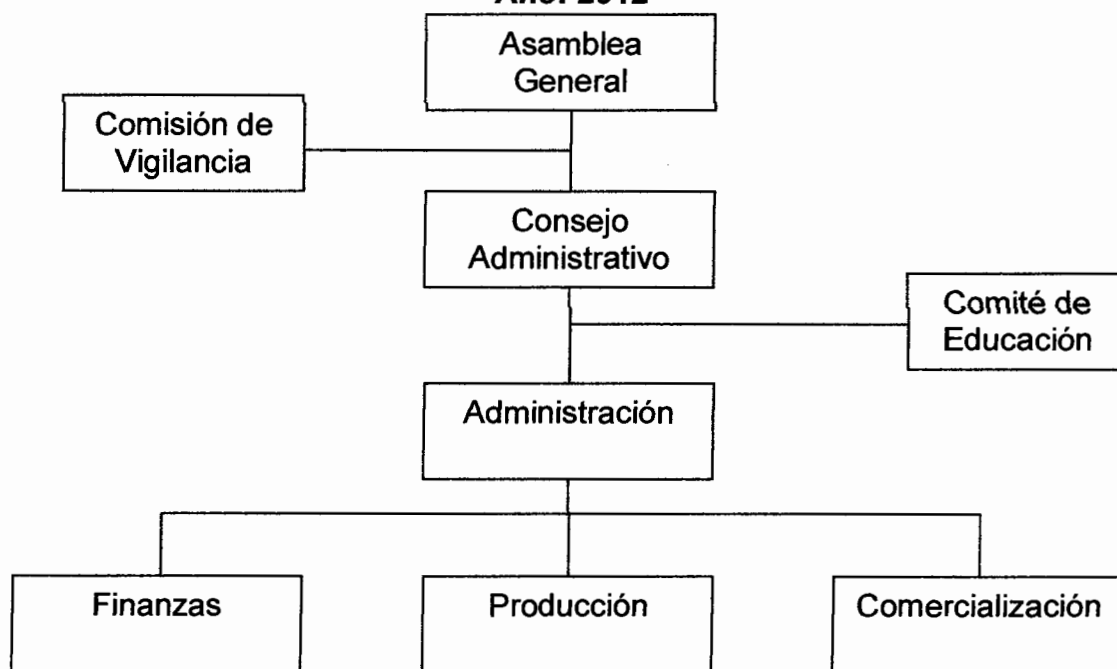 Asamblea
General
Comisión de
Vigilancia
Consejo
Administrativo
Comité de
Educación
Administración
Finanzas
Producción
Comercialización